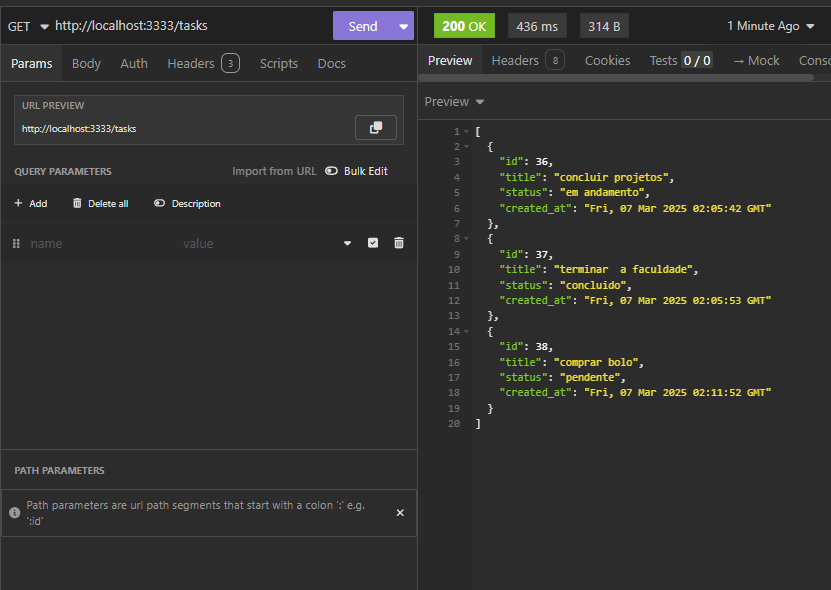 GET http://localhost:3333/tasks Send
Params Body Auth Headers 3 Scripts Docs
URL PREVIEW
http://localhost:3333/tasks
QUERY PARAMETERS Import from URL Bulk Edit
+ Add Delete all Description
name value
PATH PARAMETERS
Path parameters are url path segments that start with a colon ':' e.g.
':id'
200 OK 436 ms 314 B 1 Minute Ago
Preview Headers 8 Cookies Tests 0 / 0 → Mock Conso
Preview
1 [
2 {
3 "id": 36,
4 "title": "concluir projetos",
5 "status": "em andamento",
6 "created_at": "Fri, 07 Mar 2025 02:05:42 GMT"
7 },
8 {
9 "id": 37,
10 "title": "terminar  a faculdade",
11 "status": "concluido",
12 "created_at": "Fri, 07 Mar 2025 02:05:53 GMT"
13 },
14 {
15 "id": 38,
16 "title": "comprar bolo",
17 "status": "pendente",
18 "created_at": "Fri, 07 Mar 2025 02:11:52 GMT"
19 }
20 ]